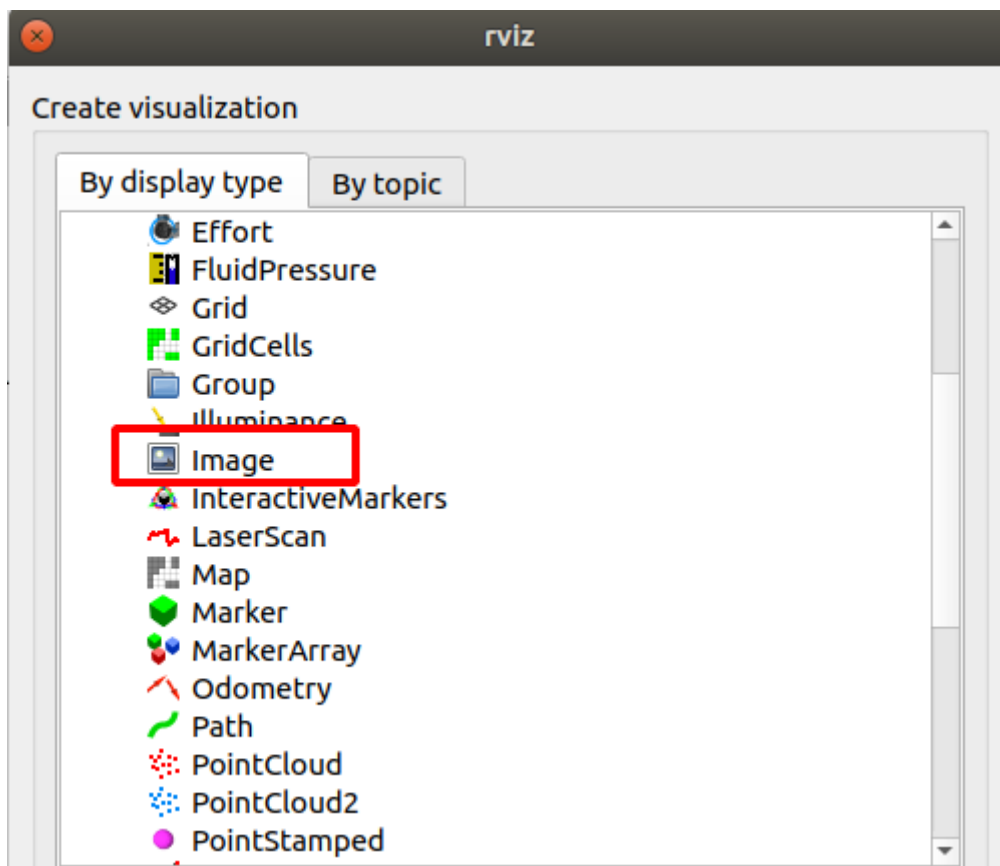 rviz
Create visualization
By display type
By topic
Effort
FluidPressure
Grid
GridCells
Group
Illuminance
Image
InteractiveMarkers
LaserScan
Map
Marker
MarkerArray
Odometry
Path
PointCloud
PointCloud2
PointStamped